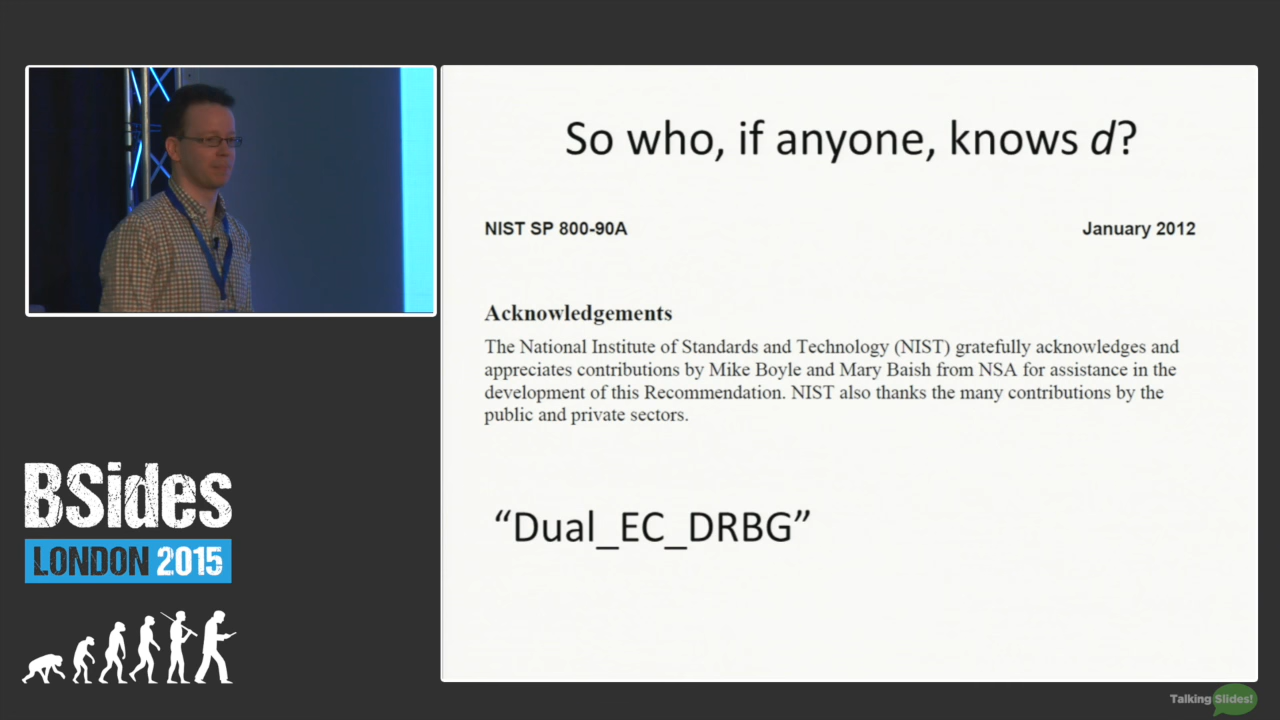 So who, if anyone, knows d?
NIST SP 800-90A January 2012
Acknowledgements
The National Institute of Standards and Technology (NIST) gratefully acknowledges and
appreciates contributions by Mike Boyle and Mary Baish from NSA for assistance in the
development of this Recommendation. NIST also thanks the many contributions by the
public and private sectors.
“Dual_EC_DRBG”
BSides
LONDON 2015
Talking Slides!